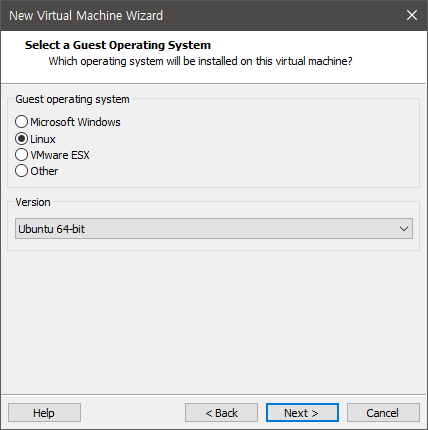 New Virtual Machine Wizard
Select a Guest Operating System
Which operating system will be installed on this virtual machine?
Guest operating system
Microsoft Windows
Linux
VMware ESX
Other
Version
Ubuntu 64-bit
Help
< Back
Next >
Cancel